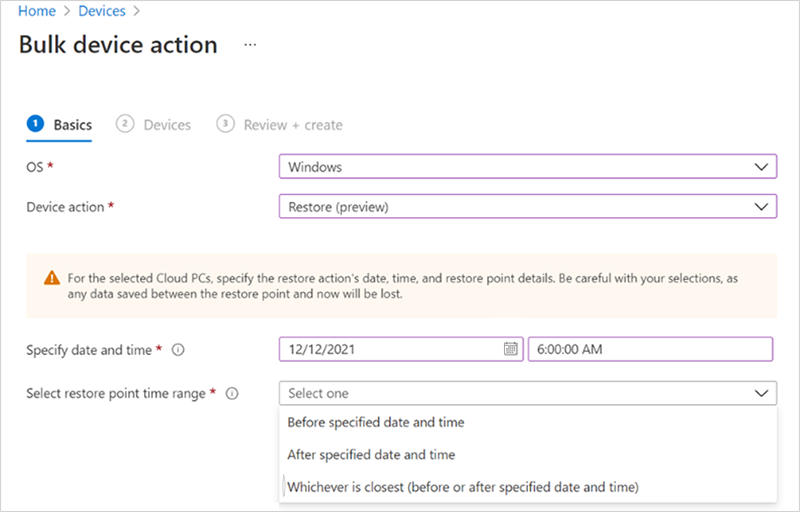 Home > Devices >
Bulk device action ...
1 Basics 2 Devices 3 Review + create
OS * Windows
Device action * Restore (preview)
For the selected Cloud PCs, specify the restore action's date, time, and restore point details. Be careful with your selections, as
any data saved between the restore point and now will be lost.
Specify date and time * 12/12/2021 6:00:00 AM
Select restore point time range * Select one
Before specified date and time
After specified date and time
Whichever is closest (before or after specified date and time)